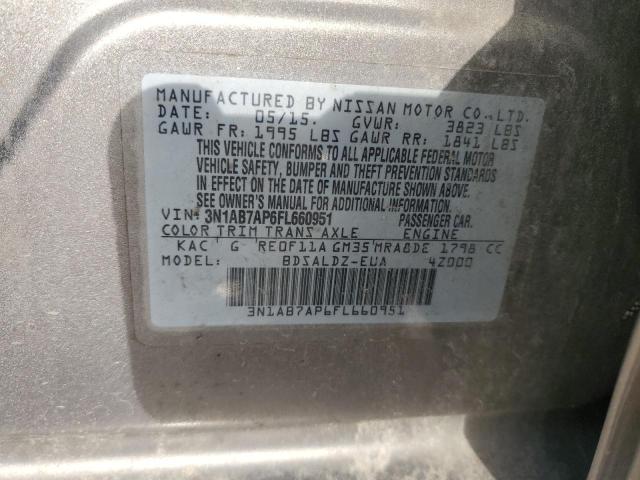 MANUFACTURED BY NISSAN MOTOR CO.,LTD.
DATE: 05/15. GVWR: 3823 LBS
GAWR FR: 1995 LBS GAWR RR: 1841 LBS
THIS VEHICLE CONFORMS TO ALL APPLICABLE FEDERAL MOTOR
VEHICLE SAFETY, BUMPER AND THEFT PREVENTION STANDARDS
IN EFFECT ON THE DATE OF MANUFACTURE SHOWN ABOVE.
SEE OWNER'S MANUAL FOR ADDITIONAL INFORMATION
VIN: 3N1AB7AP6FL660951 PASSENGER CAR.
COLOR TRIM TRANS AXLE ENGINE
KAC G RE0F11A GM35 MRA8DE 1798 CC
MODEL: BDSALDZ-EUA 4Z000
3N1AB7AP6FL660951